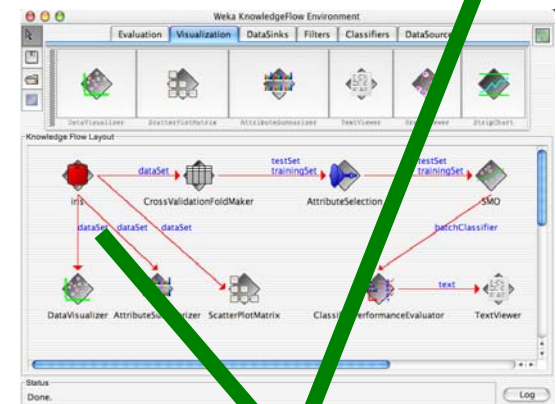 Weka KnowledgeFlow Environment
Evaluation Visualization DataSinks Filters Classifiers DataSource
DataVisualizer ScatterPlotMatrix AttributeSummarizer TextViewer StripChart
Knowledge Flow Layout
dataSet testSet trainingSet testSet trainingSet
iris CrossValidationFoldMaker AttributeSelection SMO
dataSet dataSet dataSet batchClassifier
text
DataVisualizer ScatterPlotMatrix TextViewer
Status
Done.
Log